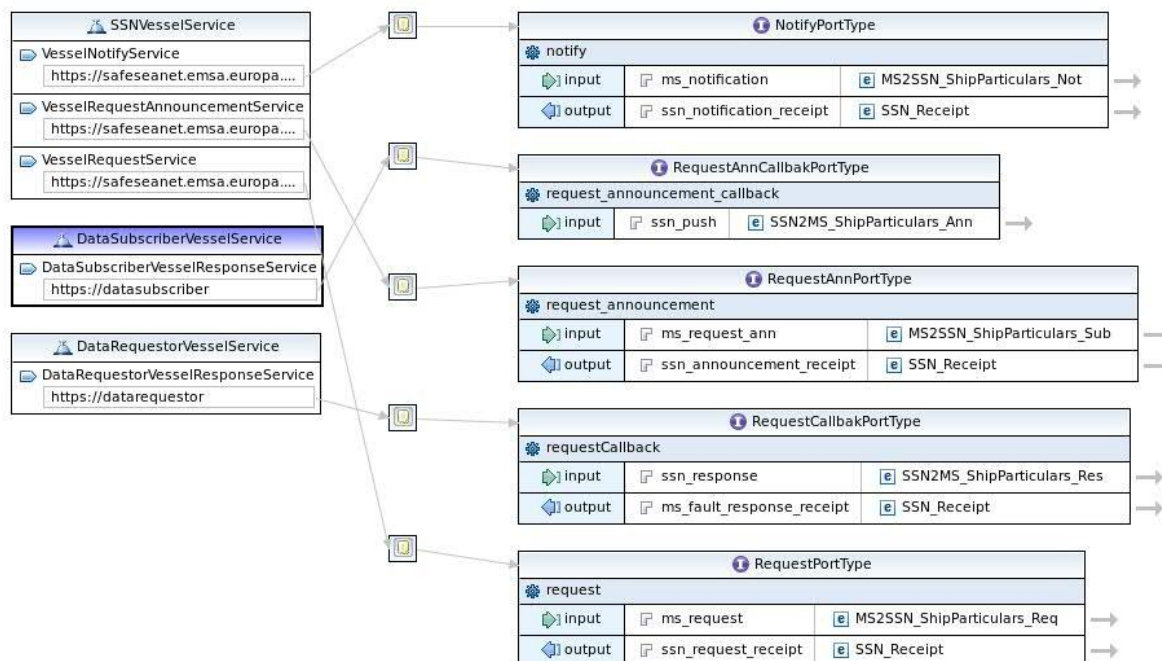 SSNVesselService
VesselNotifyService
https://safeseanet.emsa.europa....
VesselRequestAnnouncementService
https://safeseanet.emsa.europa....
VesselRequestService
https://safeseanet.emsa.europa....
DataSubscriberVesselService
DataSubscriberVesselResponseService
https://datasubscriber
DataRequestorVesselService
DataRequestorVesselResponseService
https://datarequestor
NotifyPortType
notify
input ms_notification MS2SSN_ShipParticulars_Not
output ssn_notification_receipt SSN_Receipt
RequestAnnCallbakPortType
request_announcement_callback
input ssn_push SSN2MS_ShipParticulars_Ann
RequestAnnPortType
request_announcement
input ms_request_ann MS2SSN_ShipParticulars_Sub
output ssn_announcement_receipt SSN_Receipt
RequestCallbakPortType
requestCallback
input ssn_response SSN2MS_ShipParticulars_Res
output ms_fault_response_receipt SSN_Receipt
RequestPortType
request
input ms_request MS2SSN_ShipParticulars_Req
output ssn_request_receipt SSN_Receipt